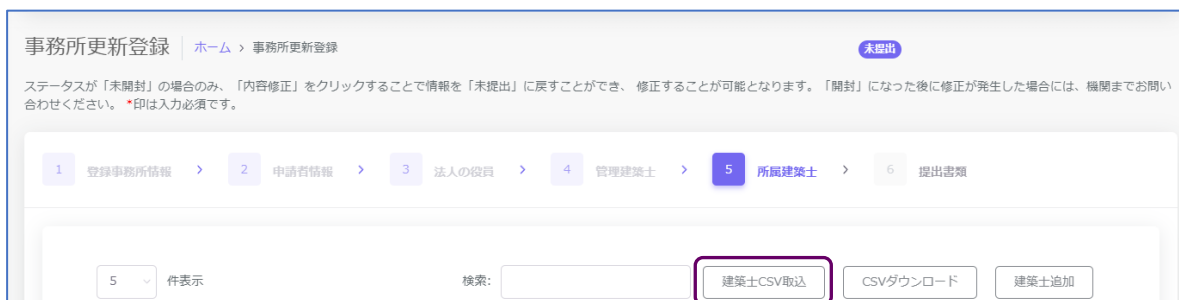 事務所更新登録 ホーム > 事務所更新登録 未提出
ステータスが「未開封」の場合のみ、「内容修正」をクリックすることで情報を「未提出」に戻すことができ、 修正することが可能となります。「開封」になった後に修正が発生した場合には、機関までお問い
合わせください。 *印は入力必須です。
1 登録事務所情報 > 2 申請者情報 > 3 法人の役員 > 4 管理建築士 > 5 所属建築士 > 6 提出書類
5 件表示 検索: 建築士CSV取込 CSVダウンロード 建築士追加